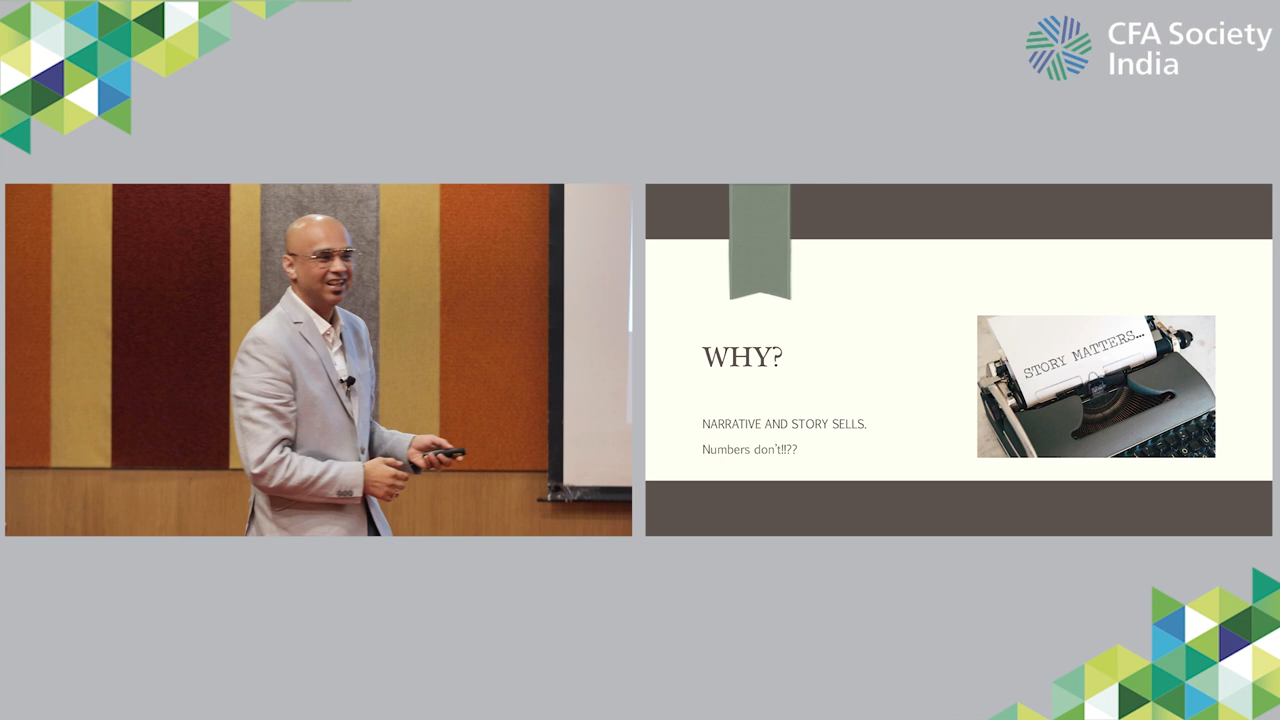 CFA Society
India
WHY?
NARRATIVE AND STORY SELLS.
Numbers don't!!??
STORY MATTERS...